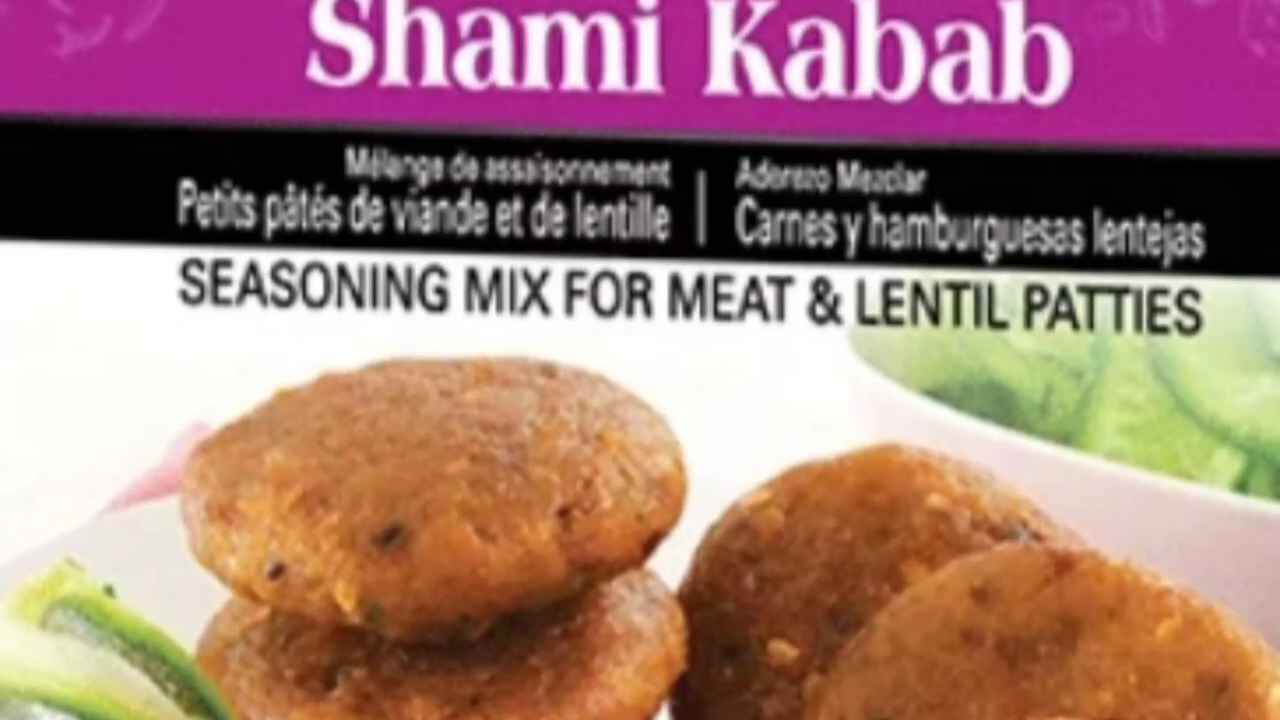 Shami Kabab
Mélange de assaisonnement
Petits pâtés de viande et de lentille
Aderezo Mezclar
Carnes y hamburguesas lentejas
SEASONING MIX FOR MEAT & LENTIL PATTIES